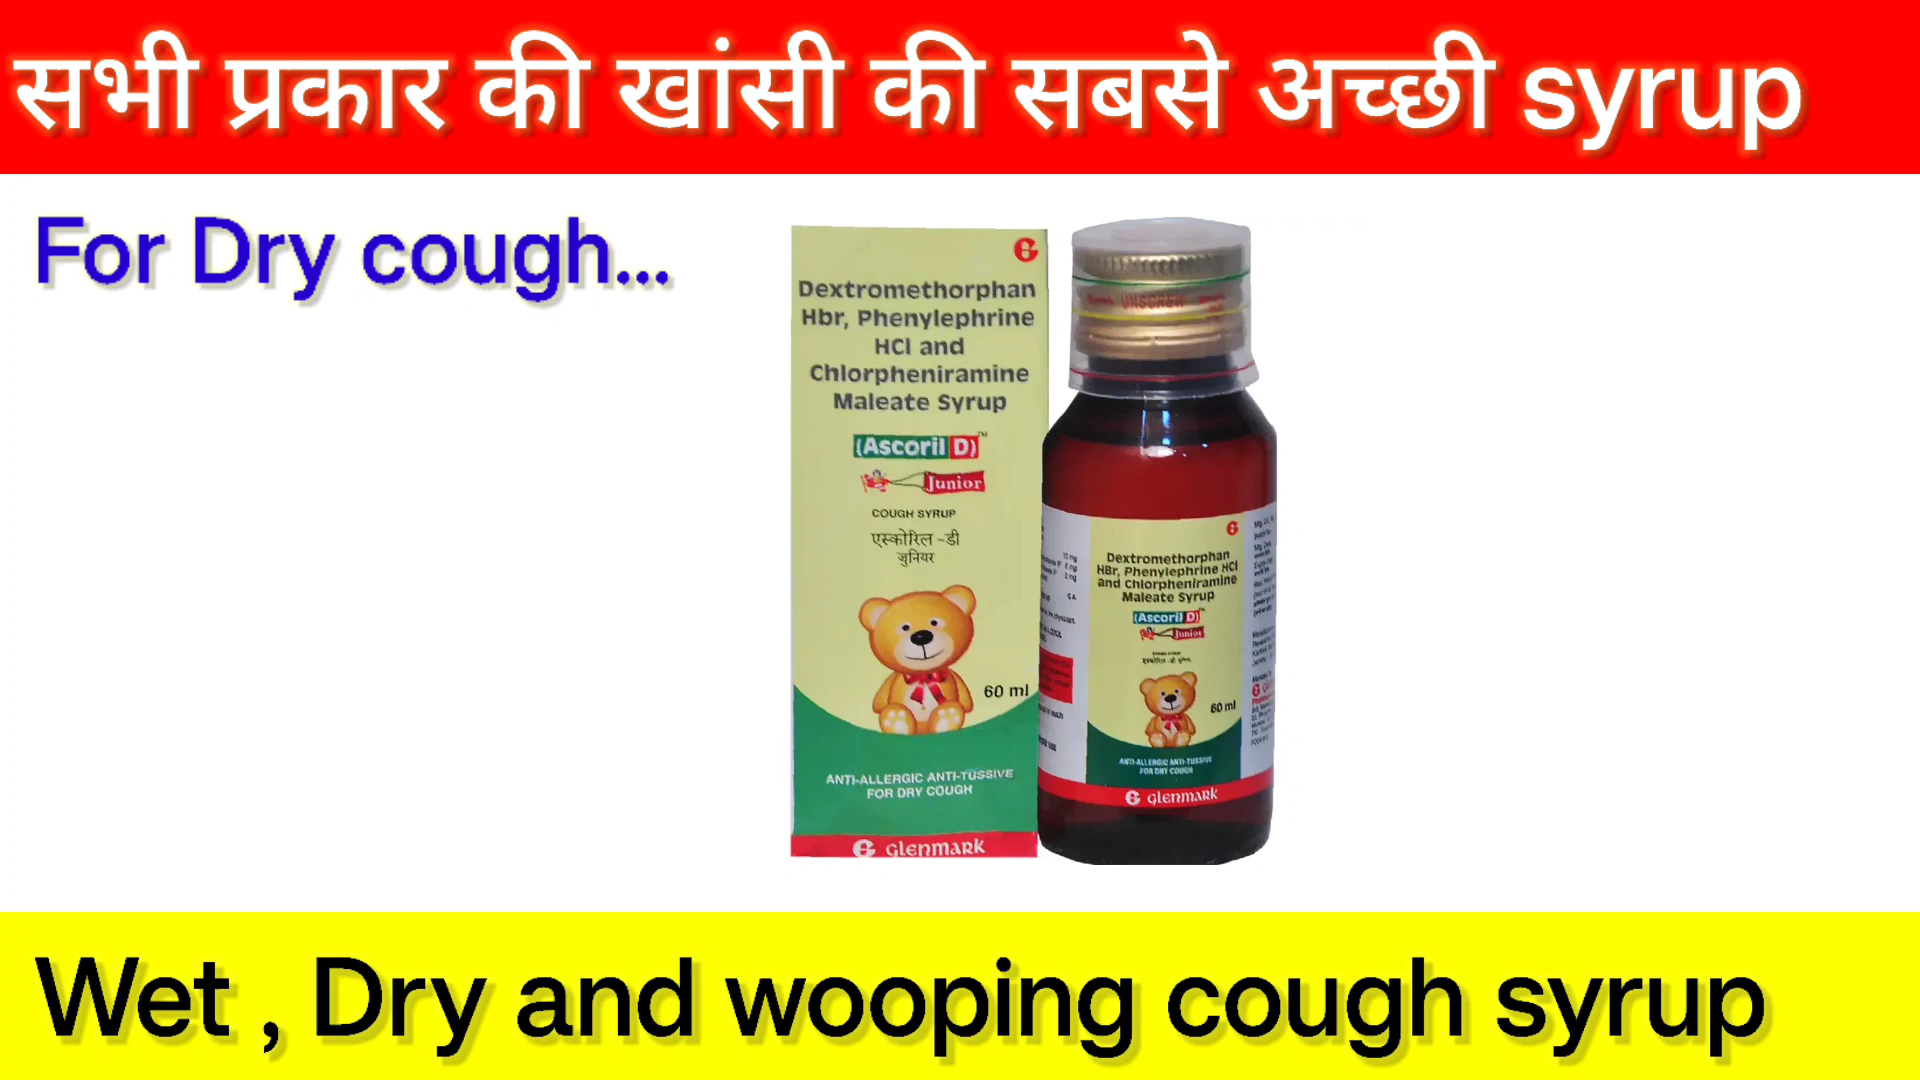 सभी प्रकार की खांसी की सबसे अच्छी syrup
For Dry cough...
Dextromethorphan
Hbr, Phenylephrine
HCl and
Chlorpheniramine
Maleate Syrup
(Ascoril D)™
Junior
COUGH SYRUP
एस्कोरिल -डी
जुनियर
60 ml
ANTI-ALLERGIC ANTI-TUSSIVE
FOR DRY COUGH
glenmark
UNSCREW
Dextromethorphan
HBr, Phenylephrine HCl
and Chlorpheniramine
Maleate Syrup
(Ascoril D)™
Junior
60 ml
ANTI-ALLERGIC ANTI-TUSSIVE
FOR DRY COUGH
glenmark
Wet , Dry and wooping cough syrup